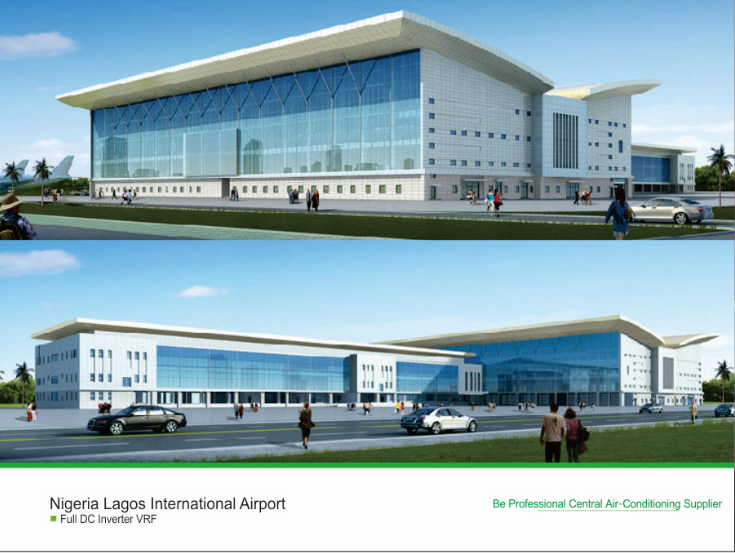 Nigeria Lagos International Airport
Full DC Inverter VRF
Be Professional Central Air-Conditioning Supplier